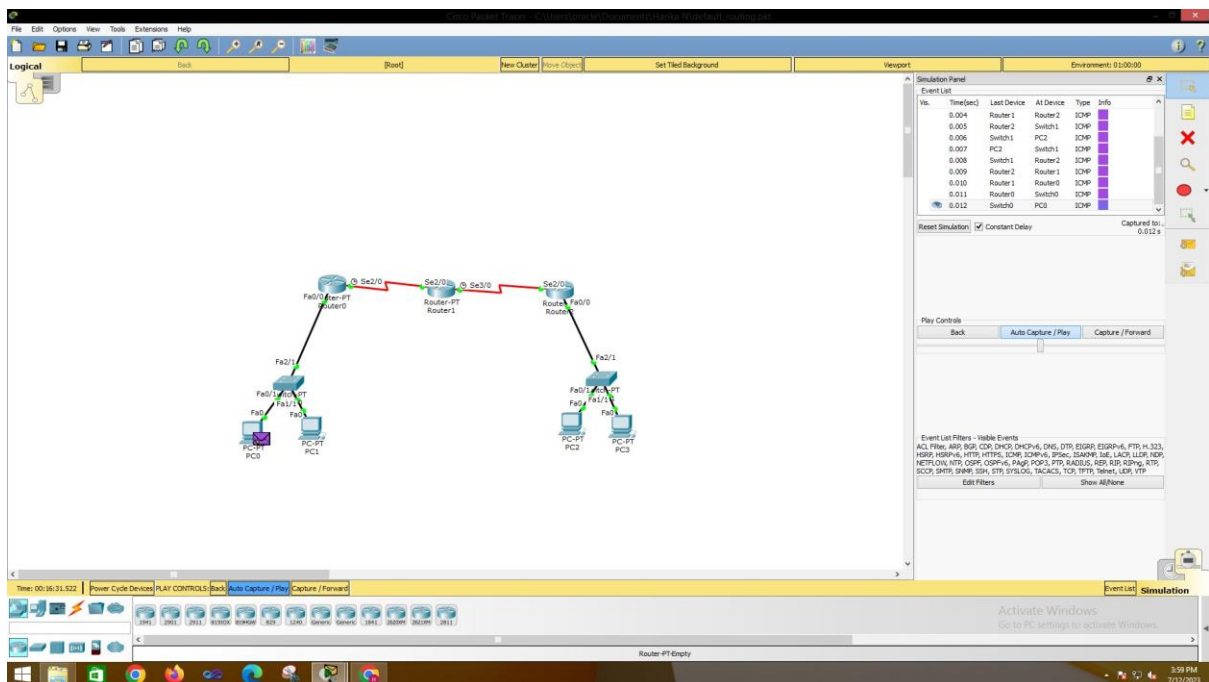 Cisco Packet Tracer - C:\Users\oracle\Documents\Hanka N\default_routing.pkt
File Edit Options View Tools Extensions Help
Logical Back [Root] New Cluster Move Object Set Tiled Background Viewport Environment: 01:00:00
Simulation Panel
Event List
Vis. Time(sec) Last Device At Device Type Info
0.004 Router1 Router2 ICMP
0.005 Router2 Switch1 ICMP
0.006 Switch1 PC2 ICMP
0.007 PC2 Switch1 ICMP
0.008 Switch1 Router2 ICMP
0.009 Router2 Router1 ICMP
0.010 Router1 Router0 ICMP
0.011 Router0 Switch0 ICMP
0.012 Switch0 PC0 ICMP
Reset Simulation Constant Delay Captured to:
0.012 s
Se2/0 Se2/0 Se3/0 Se2/0
Fa0/0 Router-PT Fa0/0
Router1
Play Controls
Back Auto Capture / Play Capture / Forward
Fa2/1 Fa2/1
Fa0/1 Fa0/1
Fa1/1 Fa1/1
Fa0 Fa0 Fa0 Fa0
PC-PT PC-PT PC-PT PC-PT
PC0 PC1 PC2 PC3
Event List Filters - Visible Events
ACL Filter, ARP, BGP, CDP, DHCP, DHCPv6, DNS, DTP, EIGRP, EIGRPv6, FTP, H.323,
HSRP, HSRPv6, HTTP, HTTPS, ICMP, ICMPv6, IPSec, ISAKMP, IoE, LACP, LLDP, NDP,
NETFLOW, NTP, OSPF, OSPFv6, PAgP, POP3, PTP, RADIUS, REP, RIP, RIPng, RTP,
SCCP, SMTP, SNMP, SSH, STP, SYSLOG, TACACS, TCP, TFTP, Telnet, UDP, VTP
Edit Filters Show All/None
Time: 00:16:31.522 Power Cycle Devices PLAY CONTROLS: Back Auto Capture / Play Capture / Forward Event List Simulation
1941 2901 2911 819IOX 819HGW 829 1240 Generic Generic 1841 2620XM 2621XM 2811
Activate Windows
Go to PC settings to activate Windows.
Router-PT-Empty
3:59 PM
7/12/2023